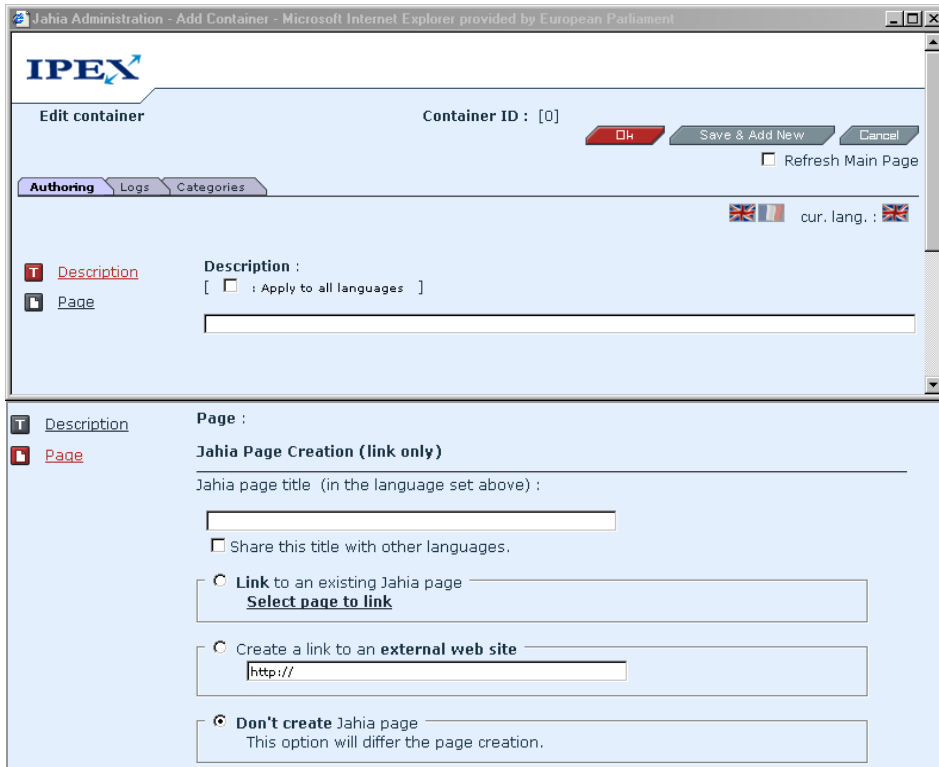 Jahia Administration - Add Container - Microsoft Internet Explorer provided by European Parliament
IPEX
Edit container Container ID : [0]
Ok Save & Add New Cancel
Refresh Main Page
Authoring Logs Categories
cur. lang. :
Description Description :
[ : Apply to all languages ]
Page
Description Page :
Page Jahia Page Creation (link only)
Jahia page title (in the language set above) :
Share this title with other languages.
Link to an existing Jahia page
Select page to link
Create a link to an external web site
http://
Don't create Jahia page
This option will differ the page creation.